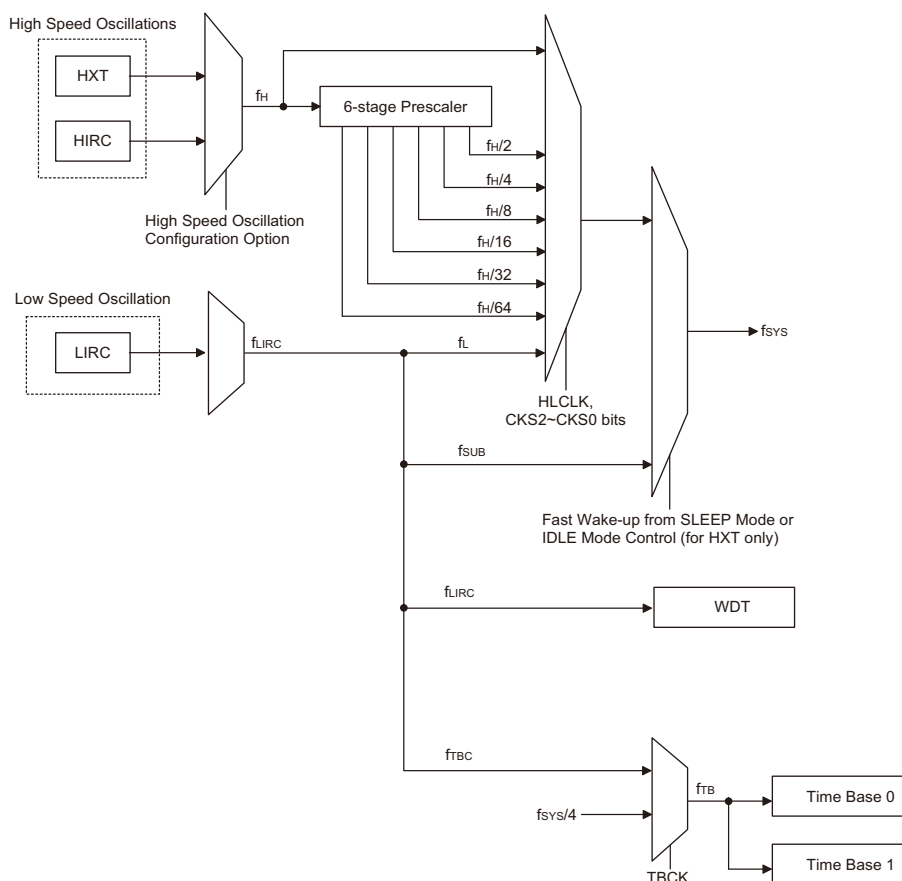 High Speed Oscillations
HXT
HIRC
fH
6-stage Prescaler
fH/2
fH/4
fH/8
fH/16
fH/32
fH/64
High Speed Oscillation
Configuration Option
Low Speed Oscillation
LIRC
fLIRC
fL
HLCLK,
CKS2~CKS0 bits
fSYS
fSUB
Fast Wake-up from SLEEP Mode or
IDLE Mode Control (for HXT only)
fLIRC
WDT
fTBC
fSYS/4
fTB
TBCK
Time Base 0
Time Base 1